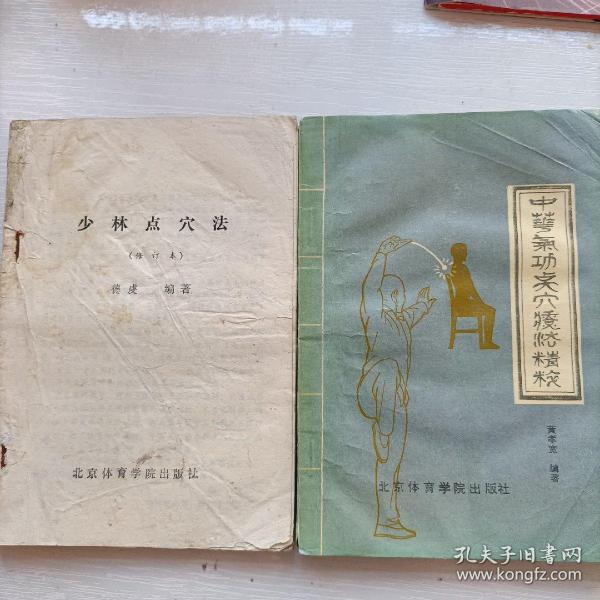 少林点穴法
(修订本)
德虔 编著
北京体育学院出版社
中华气功点穴疗法精粹
黄孝宽 编著
北京体育学院出版社
孔夫子旧书网
www.kongfz.com